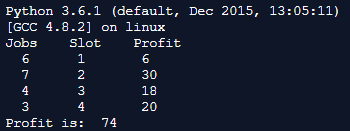 Python 3.6.1 (default, Dec 2015, 13:05:11)
[GCC 4.8.2] on linux
Jobs Slot Profit
6 1 6
7 2 30
4 3 18
3 4 20
Profit is: 74